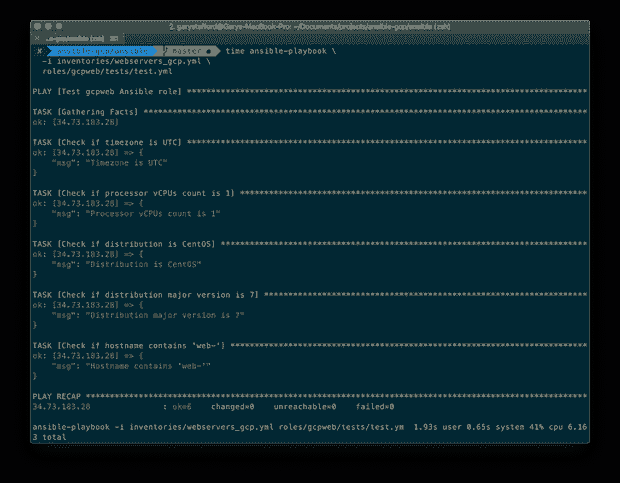 2. garystafford@Garys-MacBook-Pro: ~/Documents/projects/ansible-gcp/ansible (zsh)
ansible-gcp/ansible master time ansible-playbook \
-i inventories/webservers_gcp.yml \
roles/gcpweb/tests/test.yml
PLAY [Test gcpweb Ansible role] ***
TASK [Gathering Facts] ***
ok: [34.73.183.28]
TASK [Check if timezone is UTC] ***
ok: [34.73.183.28] => {
"msg": "Timezone is UTC"
}
TASK [Check if processor vCPUs count is 1] ***
ok: [34.73.183.28] => {
"msg": "Processor vCPUs count is 1"
}
TASK [Check if distribution is CentOS] ***
ok: [34.73.183.28] => {
"msg": "Distribution is CentOS"
}
TASK [Check if distribution major version is 7] ***
ok: [34.73.183.28] => {
"msg": "Distribution major version is 7"
}
TASK [Check if hostname contains 'web-'] ***
ok: [34.73.183.28] => {
"msg": "Hostname contains 'web-'"
}
PLAY RECAP ***
34.73.183.28 : ok=6 changed=0 unreachable=0 failed=0
ansible-playbook -i inventories/webservers_gcp.yml roles/gcpweb/tests/test.ym 1.93s user 0.65s system 41% cpu 6.16
3 total